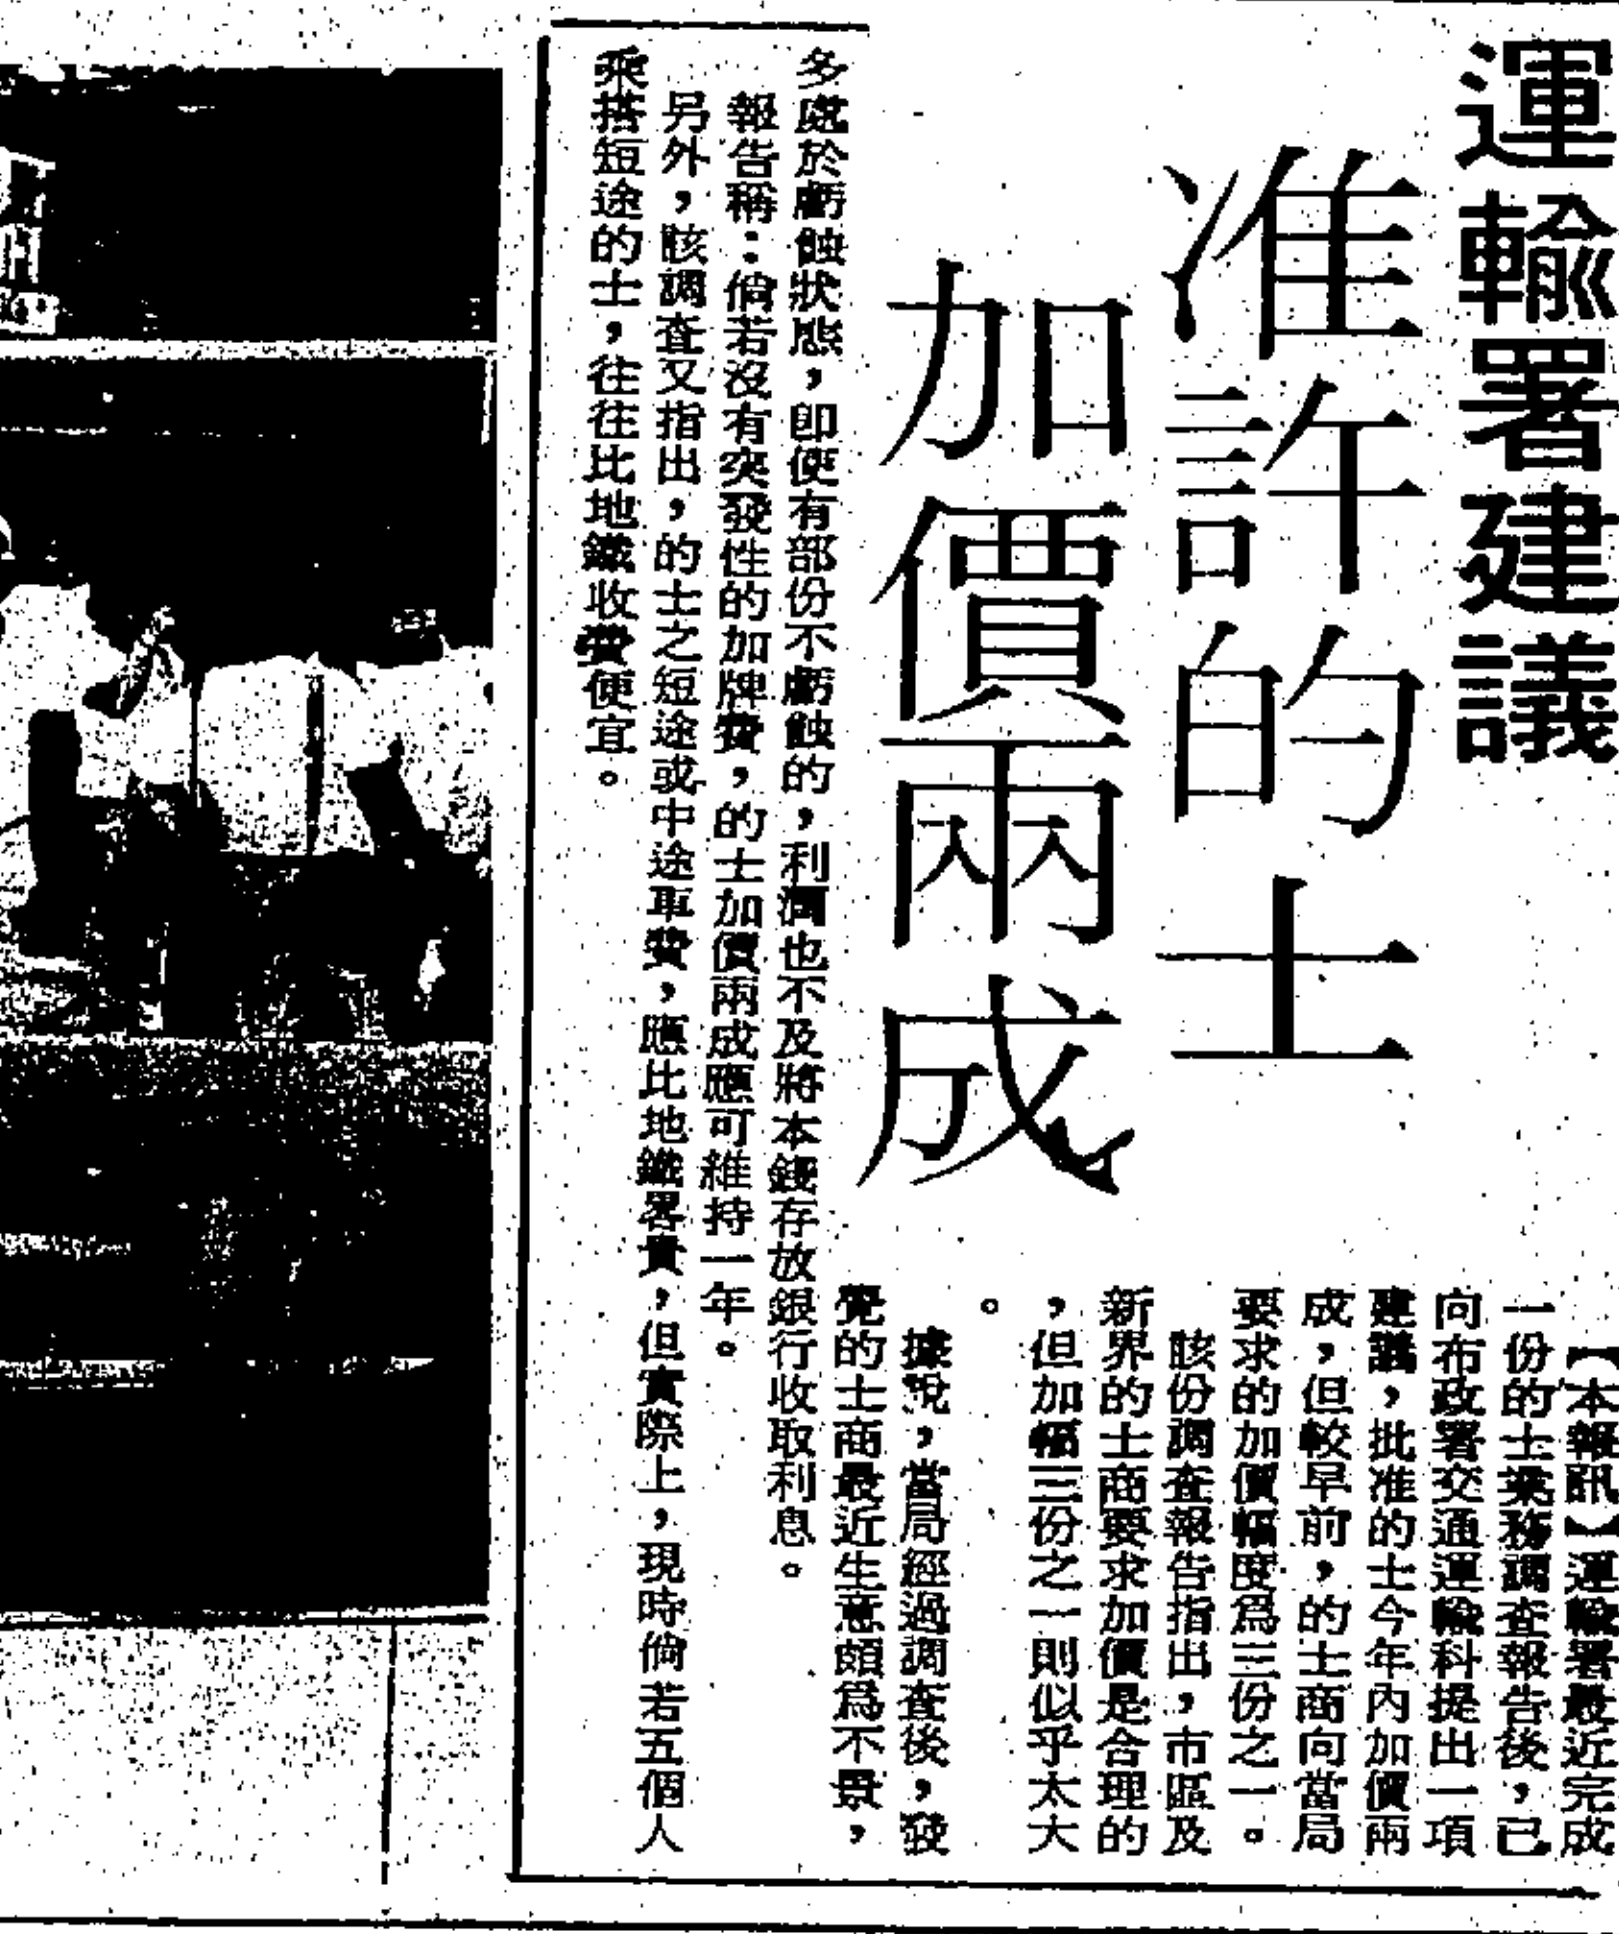 運輸署建議
准許的士
加價兩成
【本報訊】運輸署最近完成
一份的士業務調查報告後，已
向布政署交通運輸科提出一項
建議，批准的士今年內加價兩
成，但較早前，的士商向當局
要求的加價幅度爲三份之一。
該份調查報告指出，市區及
新界的士商要求加價是合理的
，但加幅三份之一則似乎太大
。
據說，當局經過調查後，發
覺的士商最近生意頗爲不景，
多處於虧蝕狀態，即使有部份不虧蝕的，利潤也不及將本錢存放銀行收取利息。
報告稱：倘若沒有突發性的加牌費，的士加價兩成應可維持一年。
另外，該調查又指出，的士之短途或中途車費，應比地鐵畧貴，但實際上，現時倘若五個人
乘搭短途的士，往往比地鐵收費便宜。